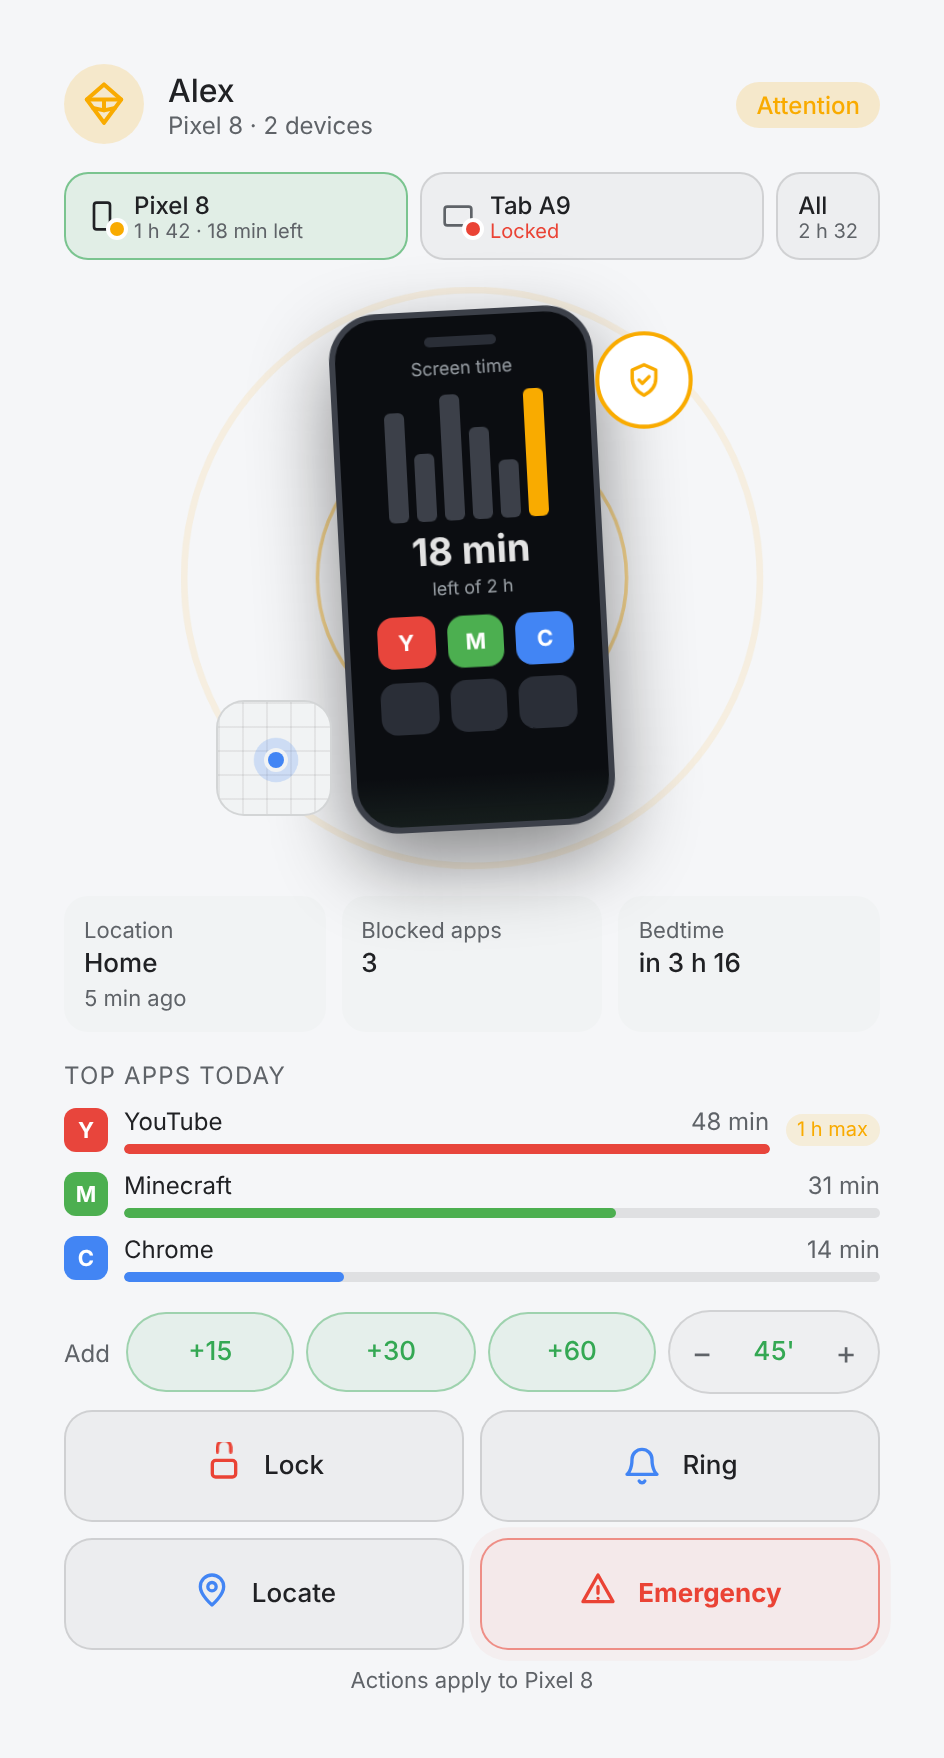 Alex
Pixel 8 · 2 devices
Attention
Pixel 8
1 h 42 · 18 min left
Tab A9
Locked
All
2 h 32
Screen time
18 min
left of 2 h
Y M C
Location
Home
5 min ago
Blocked apps
3
Bedtime
in 3 h 16
TOP APPS TODAY
Y YouTube 48 min 1 h max
M Minecraft 31 min
C Chrome 14 min
Add +15 +30 +60 − 45' +
Lock
Ring
Locate
Emergency
Actions apply to Pixel 8